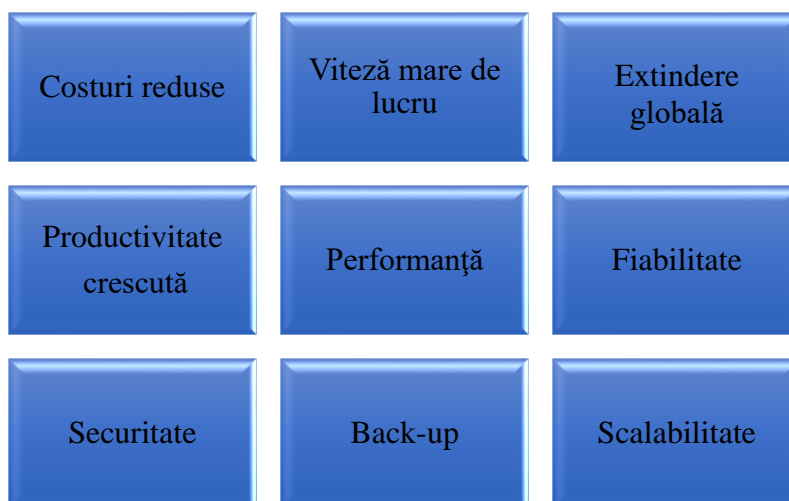 Costuri reduse
Viteză mare de
lucru
Extindere
globală
Productivitate
crescută
Performanţă
Fiabilitate
Securitate
Back-up
Scalabilitate